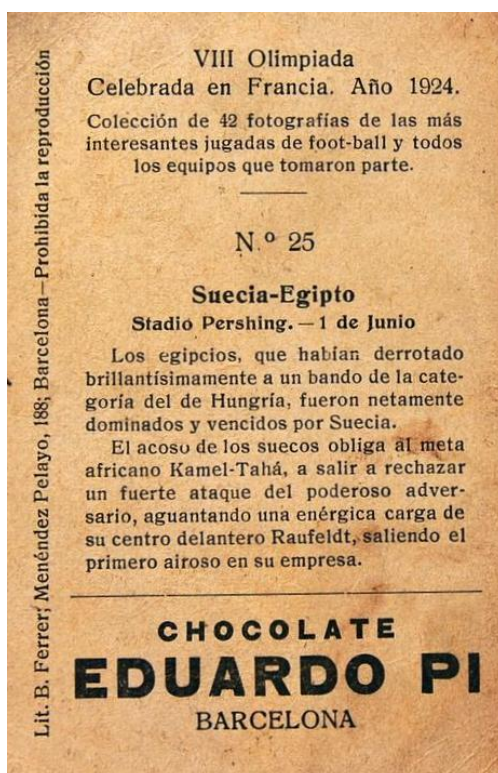 VIII Olimpiada
Celebrada en Francia. Año 1924.
Colección de 42 fotografías de las más
interesantes jugadas de foot-ball y todos
los equipos que tomaron parte.
N.º 25
Suecia-Egipto
Stadio Pershing. — 1 de Junio
Los egipcios, que habían derrotado
brillantísimamente a un bando de la cate-
goría del de Hungría, fueron netamente
dominados y vencidos por Suecia.
El acoso de los suecos obliga al meta
africano Kamel-Tahá, a salir a rechazar
un fuerte ataque del poderoso adver-
sario, aguantando una enérgica carga de
su centro delantero Raufeldt, saliendo el
primero airoso en su empresa.
CHOCOLATE
EDUARDO PI
BARCELONA
Lit. B. Ferrer; Menéndez Pelayo, 188; Barcelona—Prohibida la reproducción